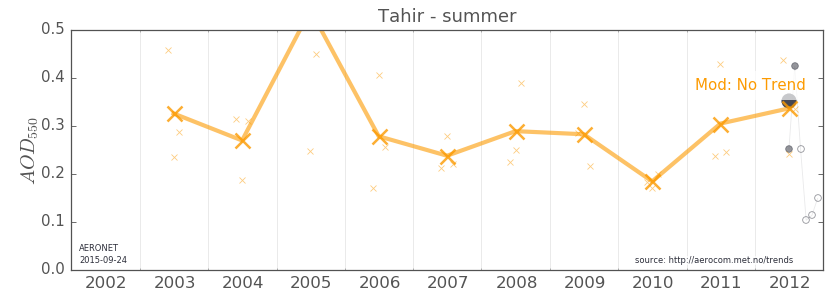 Tahir - summer
0.5
0.4
0.3
0.2
0.1
0.0
AOD550
Mod: No Trend
AERONET
2015-09-24
source: http://aerocom.met.no/trends
2002 2003 2004 2005 2006 2007 2008 2009 2010 2011 2012